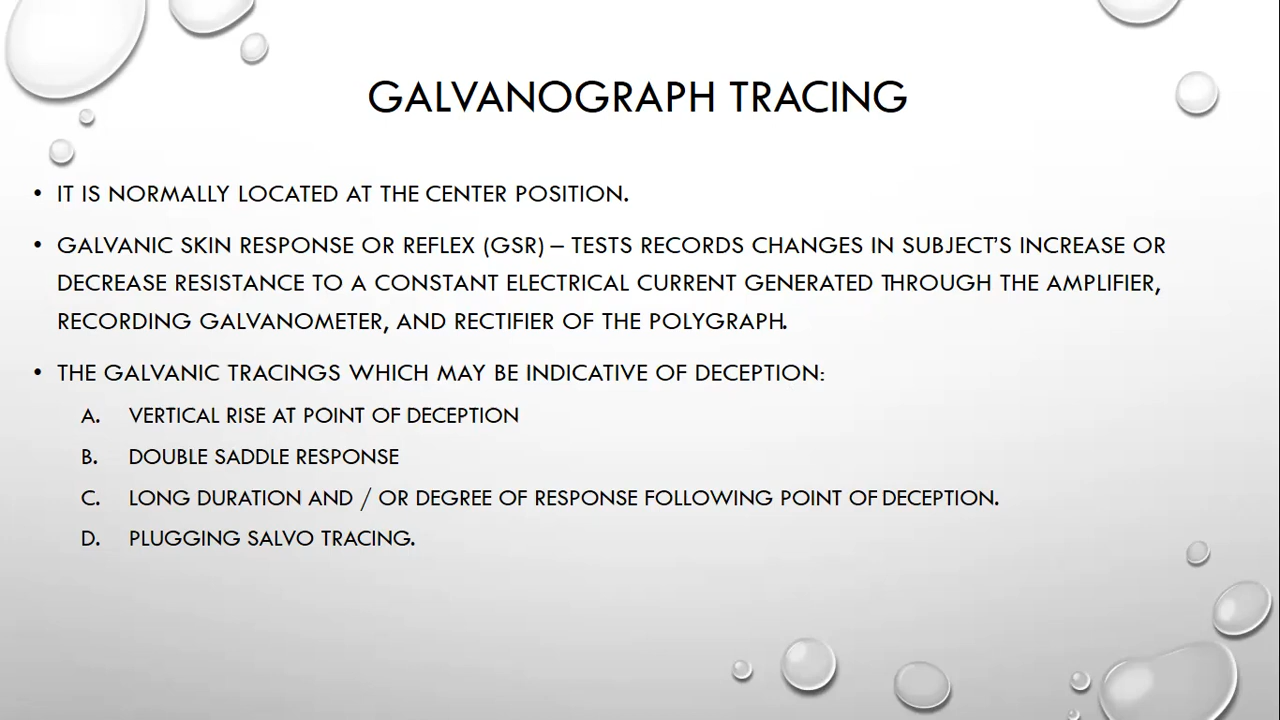 GALVANOGRAPH TRACING
• IT IS NORMALLY LOCATED AT THE CENTER POSITION.
• GALVANIC SKIN RESPONSE OR REFLEX (GSR) – TESTS RECORDS CHANGES IN SUBJECT'S INCREASE OR
DECREASE RESISTANCE TO A CONSTANT ELECTRICAL CURRENT GENERATED THROUGH THE AMPLIFIER,
RECORDING GALVANOMETER, AND RECTIFIER OF THE POLYGRAPH.
• THE GALVANIC TRACINGS WHICH MAY BE INDICATIVE OF DECEPTION:
A. VERTICAL RISE AT POINT OF DECEPTION
B. DOUBLE SADDLE RESPONSE
C. LONG DURATION AND / OR DEGREE OF RESPONSE FOLLOWING POINT OF DECEPTION.
D. PLUGGING SALVO TRACING.